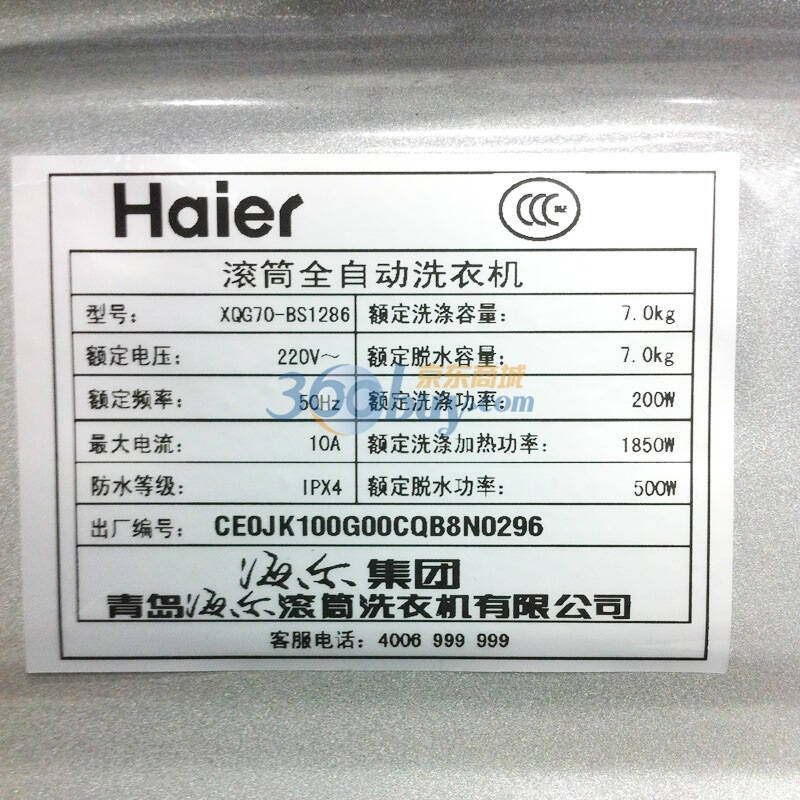 Haier
滚筒全自动洗衣机
型号： XQG70-BS1286 额定洗涤容量： 7.0kg
额定电压： 220V～ 额定脱水容量： 7.0kg
360buy.com 京东商城
额定频率： 50Hz 额定洗涤功率： 200W
最大电流： 10A 额定洗涤加热功率： 1850W
防水等级： IPX4 额定脱水功率： 500W
出厂编号： CE0JK100G00CQB8N0296
海尔集团
青岛海尔滚筒洗衣机有限公司
客服电话：4006 999 999